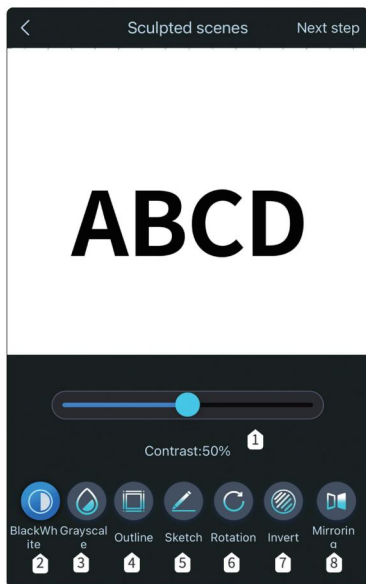 Sculpted scenes Next step
ABCD
1
Contrast:50%
BlackWh Grayscal Outline Sketch Rotation Invert Mirrorin
ite e g
2 3 4 5 6 7 8